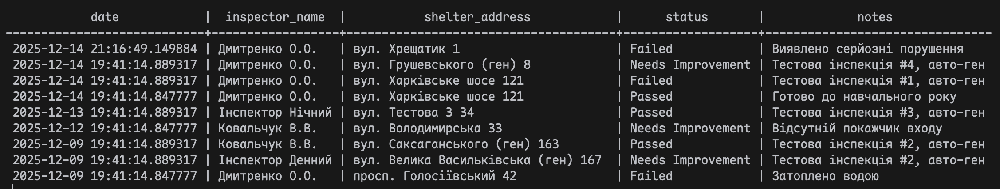 date | inspector_name | shelter_address | status | notes
----------------------------+------------------+--------------------------------------+-------------------+--------------------------------
2025-12-14 21:16:49.149884 | Дмитренко О.О. | вул. Хрещатик 1 | Failed | Виявлено серйозні порушення
2025-12-14 19:41:14.889317 | Дмитренко О.О. | вул. Грушевського (ген) 8 | Needs Improvement | Тестова інспекція #4, авто-ген
2025-12-14 19:41:14.889317 | Дмитренко О.О. | вул. Харківське шосе 121 | Failed | Тестова інспекція #1, авто-ген
2025-12-14 19:41:14.847777 | Дмитренко О.О. | вул. Харківське шосе 121 | Passed | Готово до навчального року
2025-12-13 19:41:14.889317 | Інспектор Нічний | вул. Тестова 3 34 | Passed | Тестова інспекція #3, авто-ген
2025-12-12 19:41:14.847777 | Ковальчук В.В. | вул. Володимирська 33 | Needs Improvement | Відсутній покажчик входу
2025-12-09 19:41:14.889317 | Ковальчук В.В. | вул. Саксаганського (ген) 163 | Passed | Тестова інспекція #2, авто-ген
2025-12-09 19:41:14.889317 | Інспектор Денний | вул. Велика Васильківська (ген) 167 | Needs Improvement | Тестова інспекція #2, авто-ген
2025-12-09 19:41:14.847777 | Дмитренко О.О. | просп. Голосіївський 42 | Failed | Затоплено водою